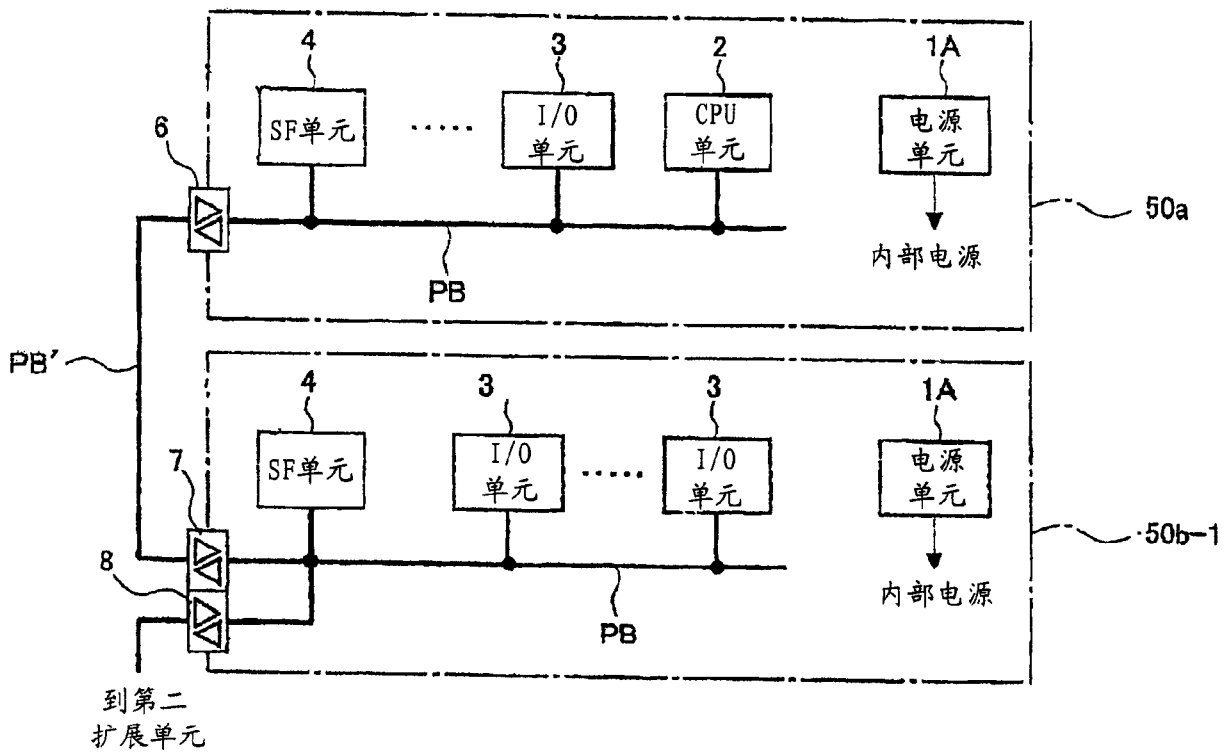 4
3
2
1A
SF单元
·····
I/O
单元
CPU
单元
电源
单元
6
50a
内部电源
PB
PB'
4
3
3
1A
SF单元
I/O
单元
·····
I/O
单元
电源
单元
7
8
50b-1
内部电源
PB
到第二
扩展单元